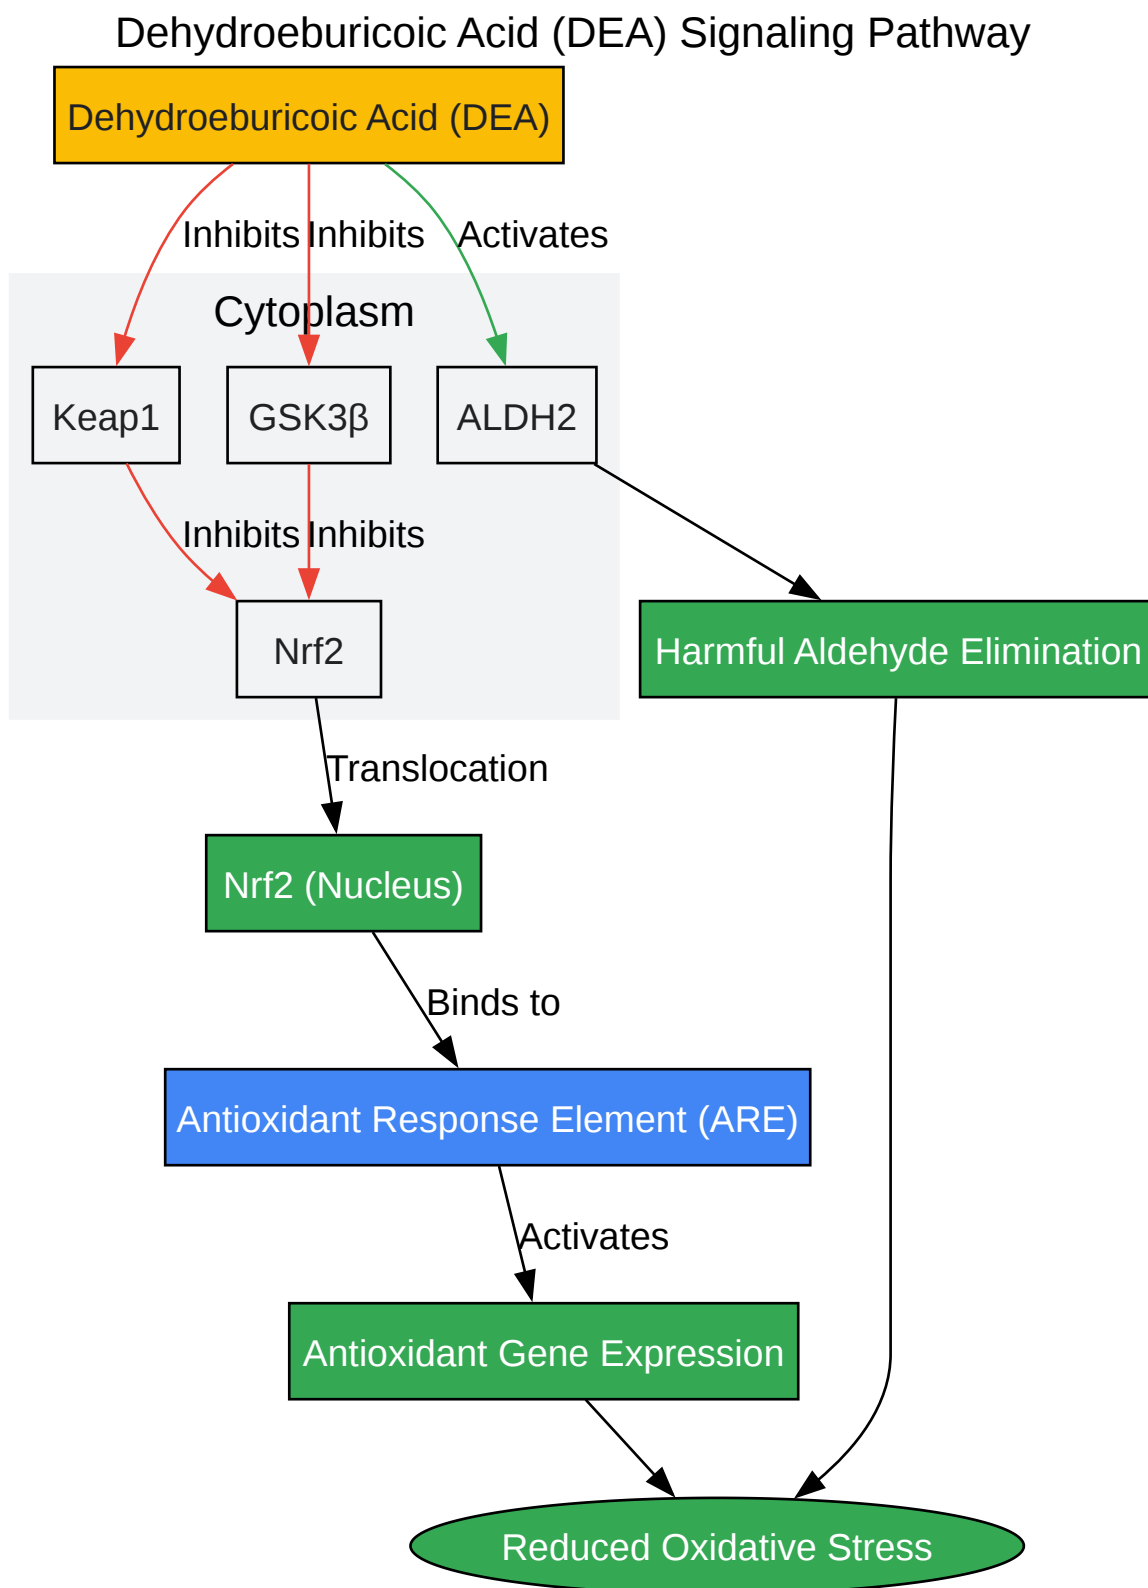 Dehydroeburicoic Acid (DEA) Signaling Pathway
Dehydroeburicoic Acid (DEA)
Inhibits
Inhibits
Activates
Cytoplasm
Keap1
GSK3β
ALDH2
Inhibits
Inhibits
Nrf2
Harmful Aldehyde Elimination
Translocation
Nrf2 (Nucleus)
Binds to
Antioxidant Response Element (ARE)
Activates
Antioxidant Gene Expression
Reduced Oxidative Stress